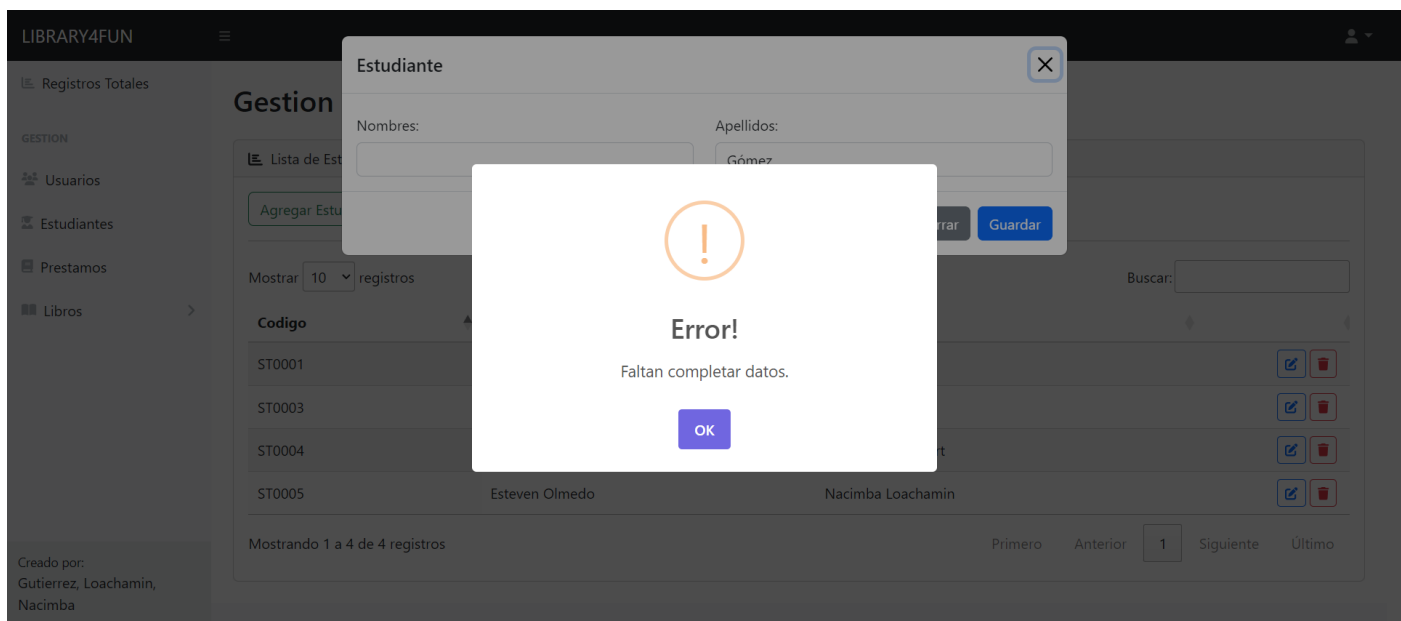 LIBRARY4FUN
Estudiante
Registros Totales
Gestion
Nombres:
Apellidos:
GESTION
Lista de Est
Gómez
Usuarios
Agregar Estu
Estudiantes
rrar
Guardar
Prestamos
Mostrar 10 registros
Buscar:
Libros
Codigo
Error!
ST0001
Faltan completar datos.
ST0003
OK
ST0004
rt
ST0005 Esteven Olmedo Nacimba Loachamin
Mostrando 1 a 4 de 4 registros
Primero Anterior 1 Siguiente Último
Creado por:
Gutierrez, Loachamin,
Nacimba